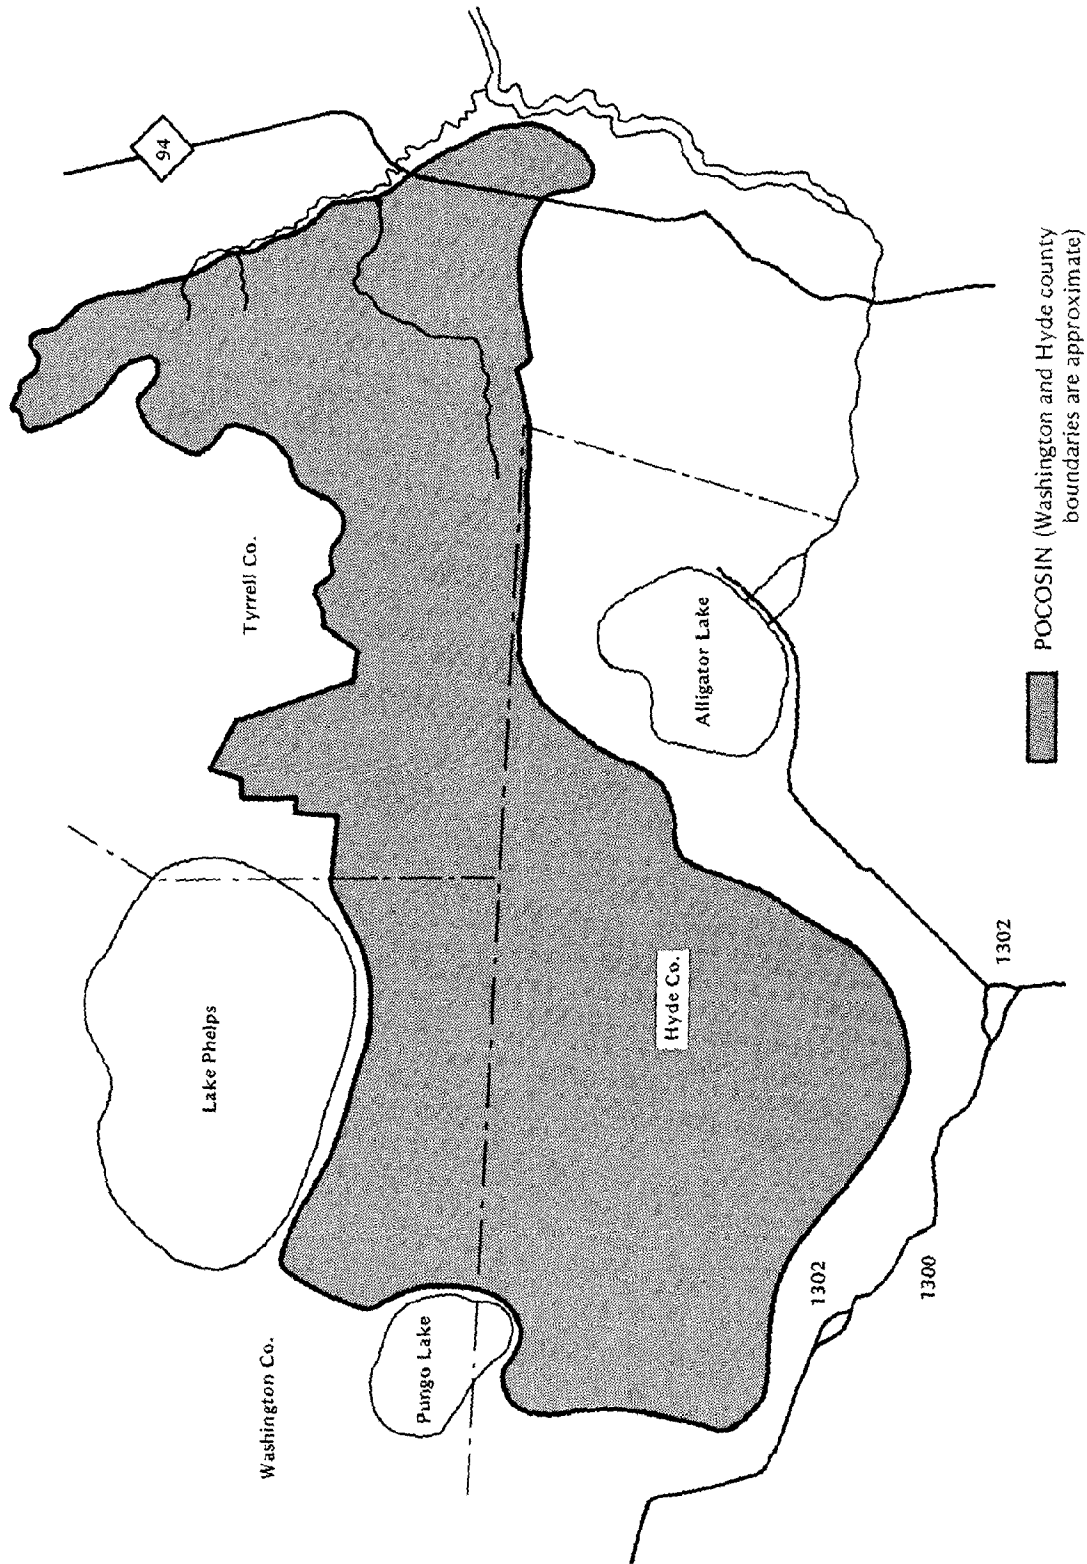 94
Tyrrell Co.
Lake Phelps
Washington Co.
Pungo Lake
Alligator Lake
Hyde Co.
1302
1300
1302
POCOSIN (Washington and Hyde county
boundaries are approximate)